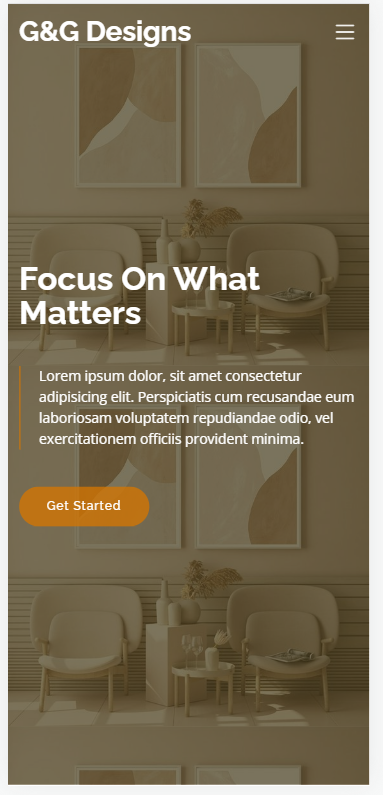 G&G Designs
Focus On What
Matters
Lorem ipsum dolor, sit amet consectetur
adipisicing elit. Perspiciatis cum recusandae eum
laboriosam voluptatem repudiandae odio, vel
exercitationem officiis provident minima.
Get Started